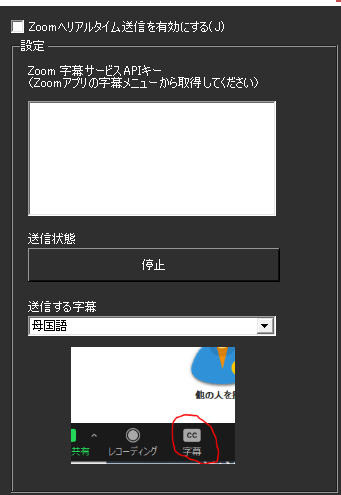 Zoomへリアルタイム送信を有効にする(J)
設定
Zoom 字幕サービスAPIキー
(Zoomアプリの字幕メニューから取得してください)
送信状態
停止
送信する字幕
母国語
他の人を
CC
共有 レコーディング 字幕